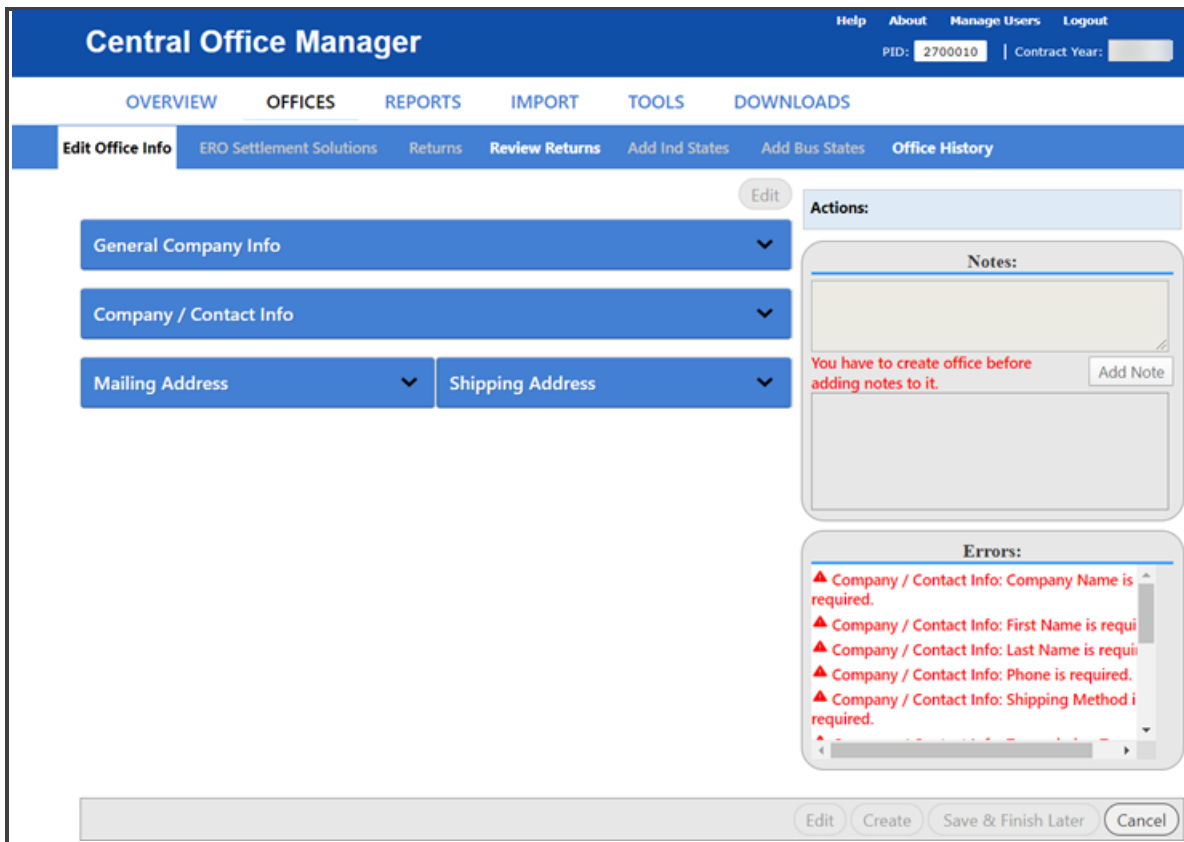 Help About Manage Users Logout
Central Office Manager
PID: 2700010 | Contract Year:
OVERVIEW OFFICES REPORTS IMPORT TOOLS DOWNLOADS
Edit Office Info ERO Settlement Solutions Returns Review Returns Add Ind States Add Bus States Office History
Edit
Actions:
General Company Info
Company / Contact Info
Mailing Address Shipping Address
Notes:
You have to create office before
adding notes to it.
Add Note
Errors:
Company / Contact Info: Company Name is
required.
Company / Contact Info: First Name is requi
Company / Contact Info: Last Name is requi
Company / Contact Info: Phone is required.
Company / Contact Info: Shipping Method i
required.
Edit Create Save & Finish Later Cancel